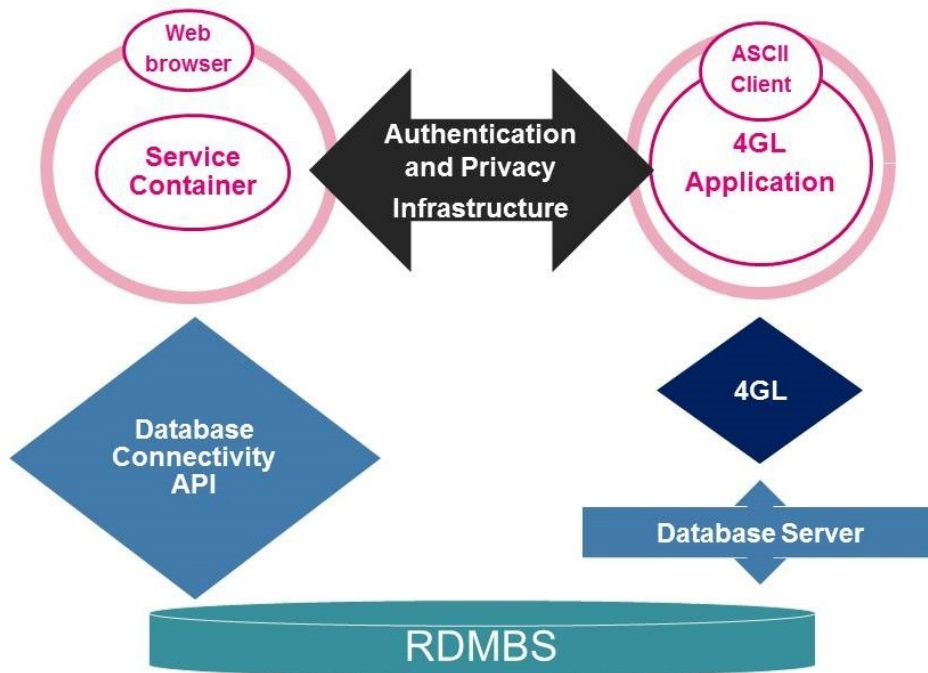 Web
browser
Service
Container
Authentication
and Privacy
Infrastructure
ASCII
Client
4GL
Application
Database
Connectivity
API
4GL
Database Server
RDMBS